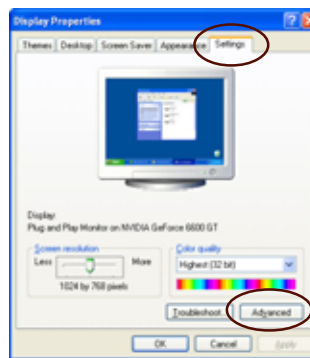 Display Properties
Themes Desktop Screen Saver Appearance Settings
Display:
Plug and Play Monitor on NVIDIA GeForce 6600 GT
Screen resolution
Less More
1024 by 768 pixels
Color quality
Highest (32 bit)
Troubleshoot... Advanced
OK Cancel Apply